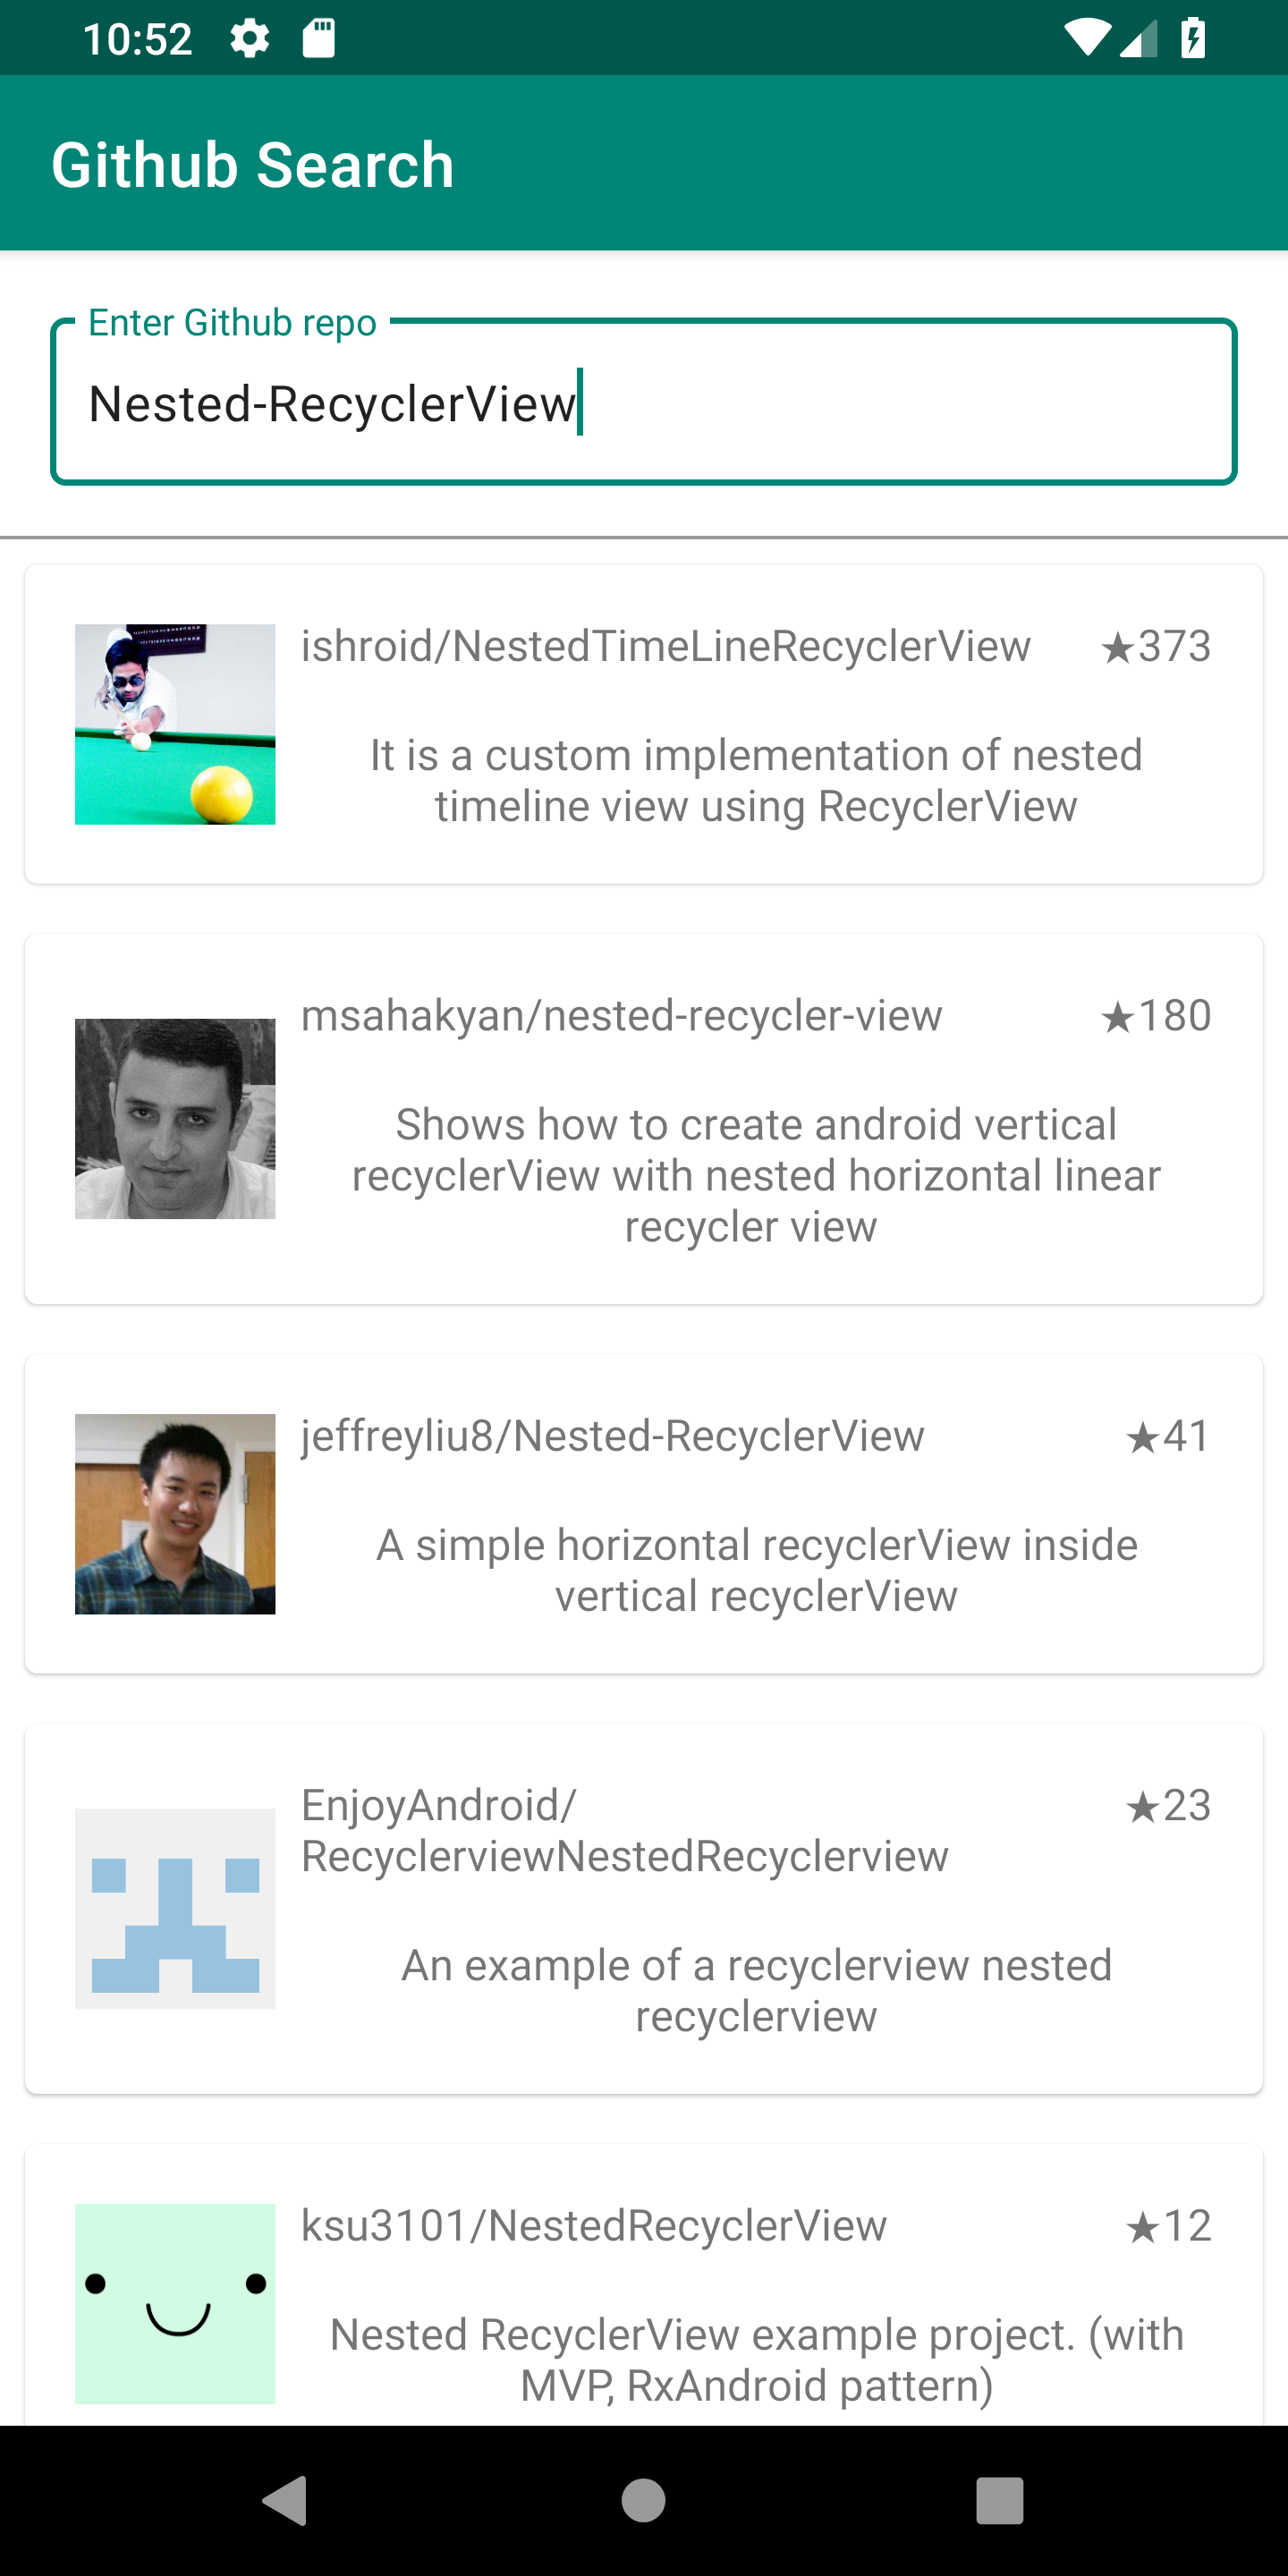 10:52
Github Search
Enter Github repo
Nested-RecyclerView
ishroid/NestedTimeLineRecyclerView ★373
It is a custom implementation of nested
timeline view using RecyclerView
msahakyan/nested-recycler-view ★180
Shows how to create android vertical
recyclerView with nested horizontal linear
recycler view
jeffreyliu8/Nested-RecyclerView ★41
A simple horizontal recyclerView inside
vertical recyclerView
EnjoyAndroid/ ★23
RecyclerviewNestedRecyclerview
An example of a recyclerview nested
recyclerview
ksu3101/NestedRecyclerView ★12
Nested RecyclerView example project. (with
MVP, RxAndroid pattern)